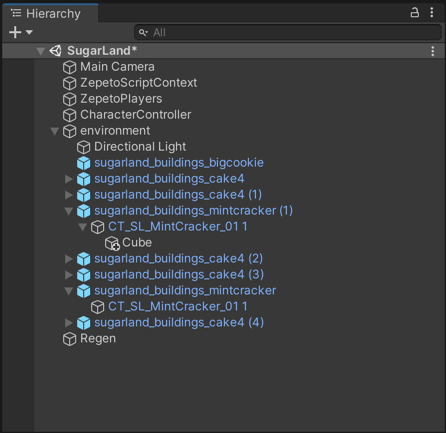 Hierarchy
All
SugarLand*
Main Camera
ZepetoScriptContext
ZepetoPlayers
CharacterController
environment
Directional Light
sugarland_buildings_bigcookie
sugarland_buildings_cake4
sugarland_buildings_cake4 (1)
sugarland_buildings_mintcracker (1)
CT_SL_MintCracker_01 1
Cube
sugarland_buildings_cake4 (2)
sugarland_buildings_cake4 (3)
sugarland_buildings_mintcracker
CT_SL_MintCracker_01 1
sugarland_buildings_cake4 (4)
Regen